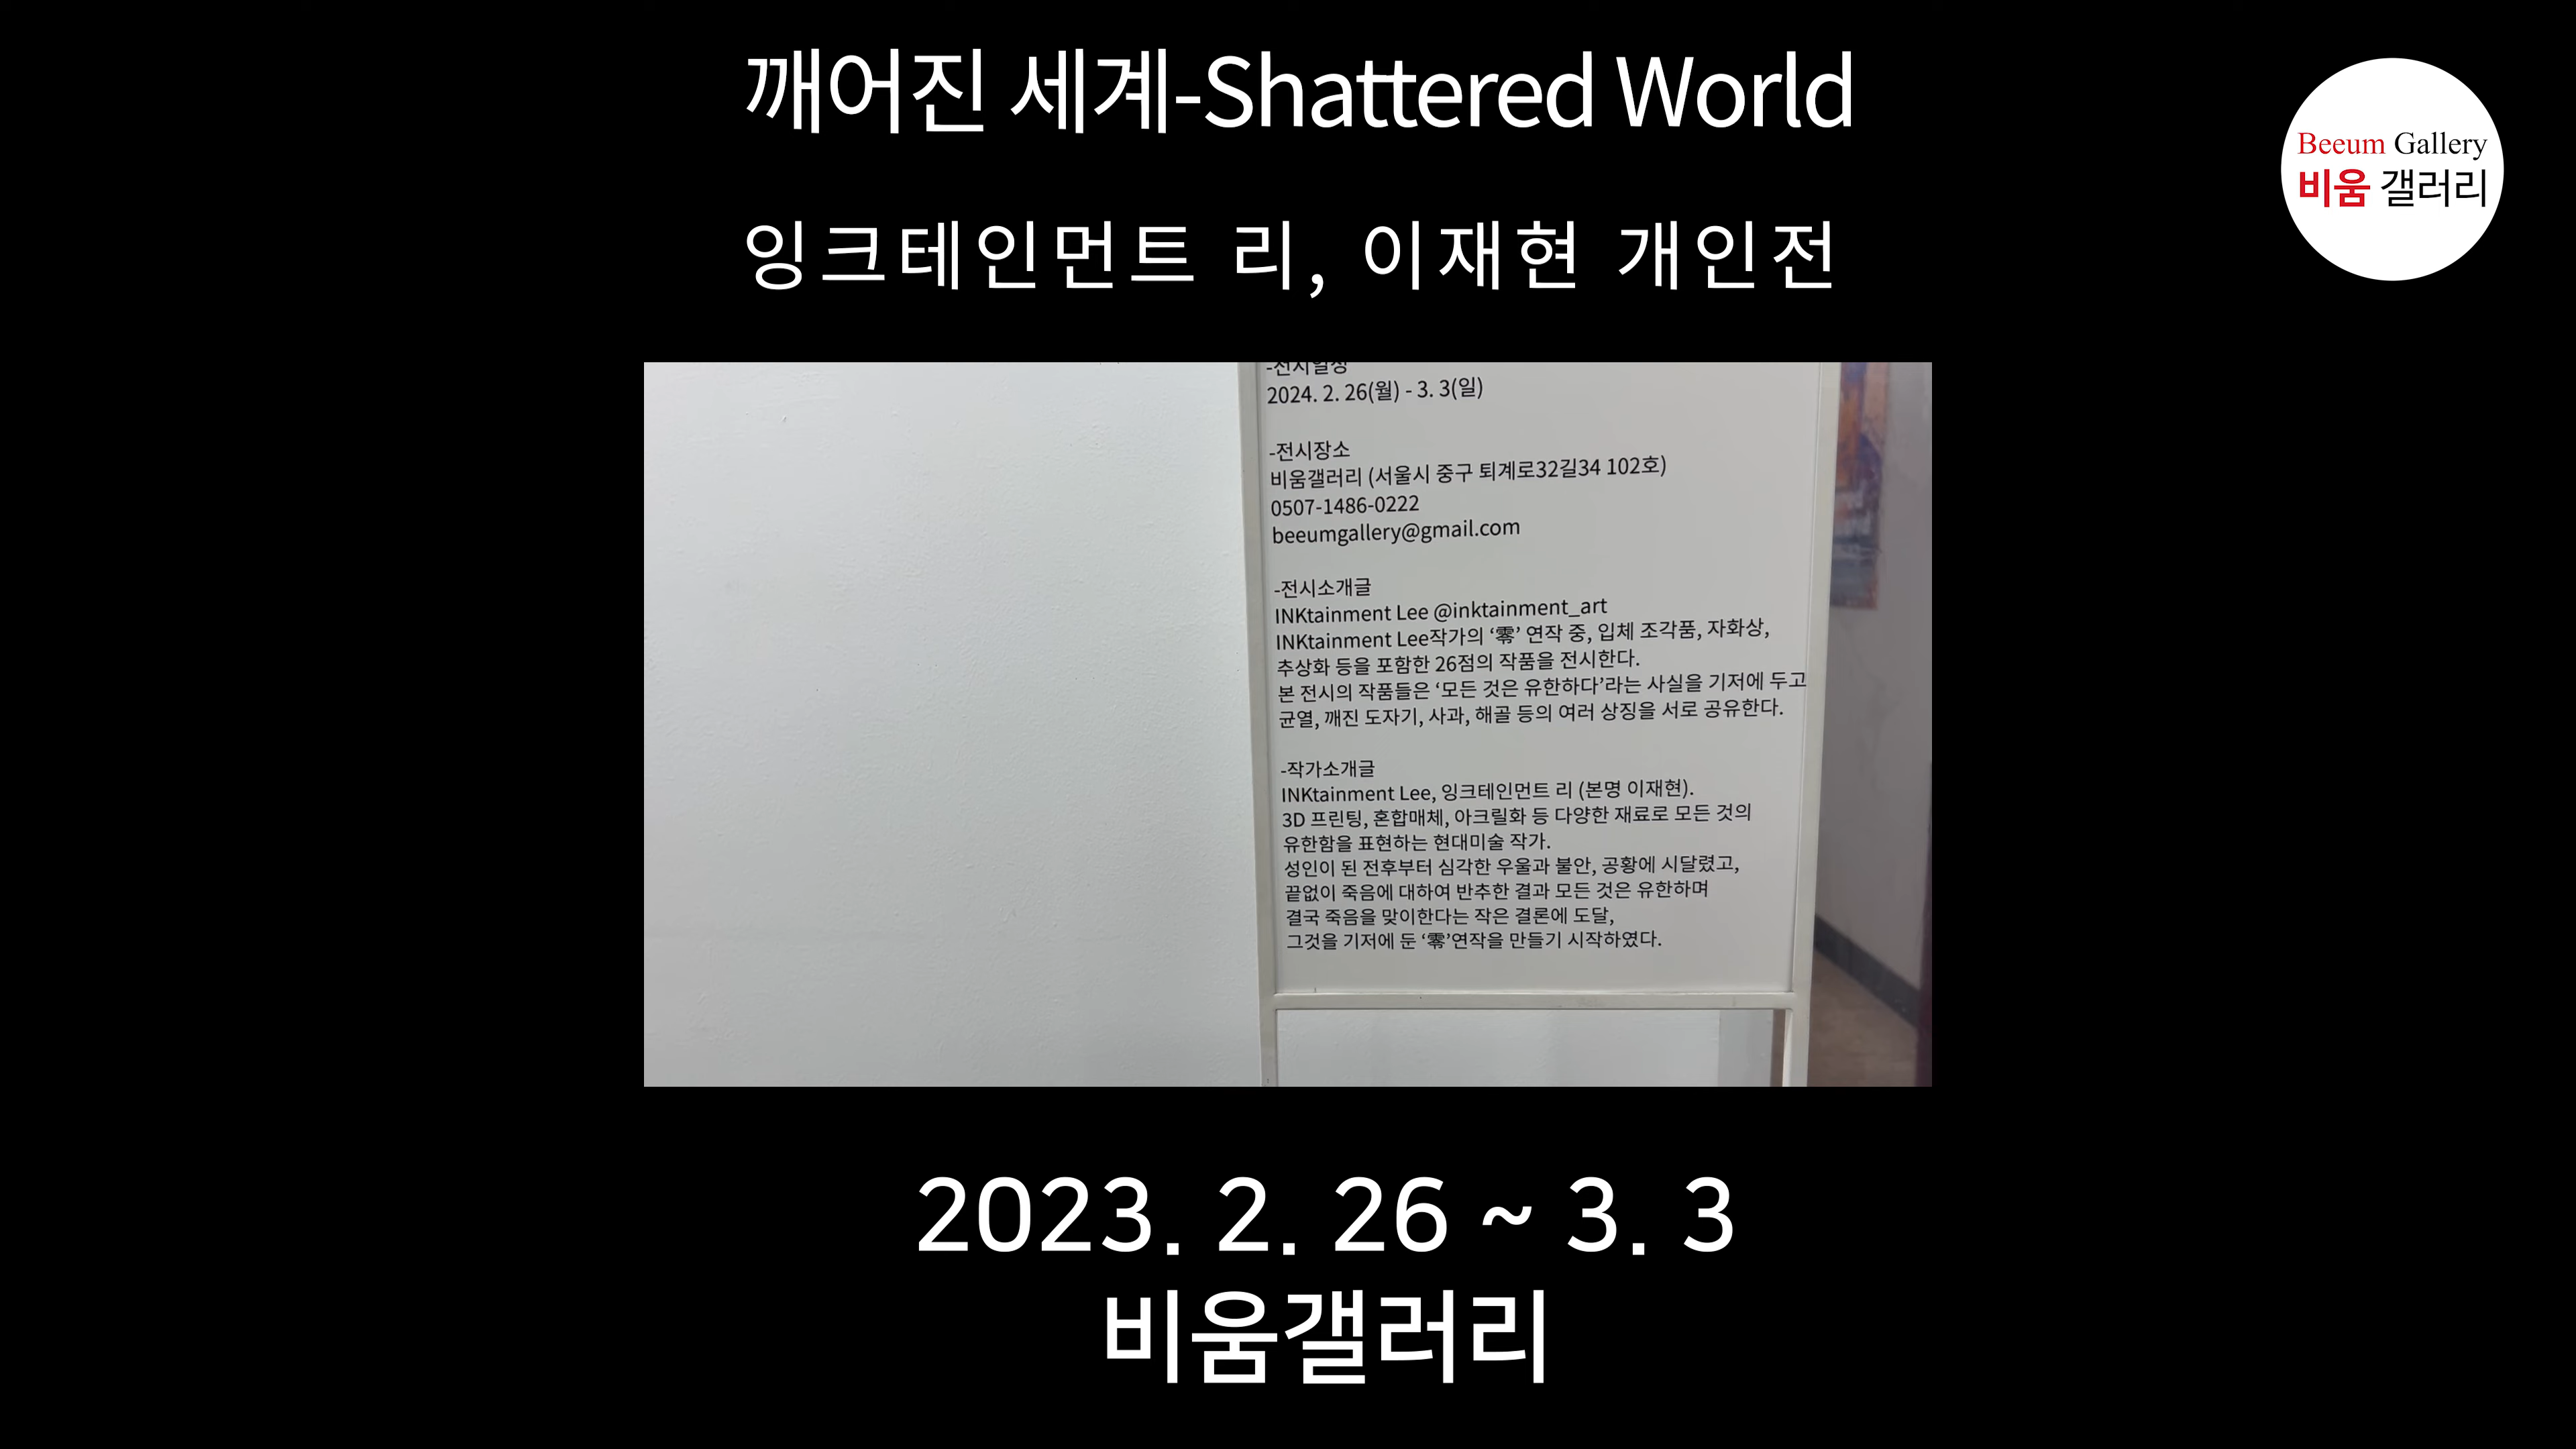 깨어진 세계-Shattered World
Beeum Gallery
비움 갤러리
잉크테인먼트 리, 이재현 개인전
-전시일정
2024. 2. 26(월) - 3. 3(일)
-전시장소
비움갤러리 (서울시 중구 퇴계로32길34 102호)
0507-1486-0222
beeumgallery@gmail.com
-전시소개글
INKtainment Lee @inktainment_art
INKtainment Lee작가의 ‘零’ 연작 중, 입체 조각품, 자화상,
추상화 등을 포함한 26점의 작품을 전시한다.
본 전시의 작품들은 ‘모든 것은 유한하다’라는 사실을 기저에 두고
균열, 깨진 도자기, 사과, 해골 등의 여러 상징을 서로 공유한다.
-작가소개글
INKtainment Lee, 잉크테인먼트 리 (본명 이재현).
3D 프린팅, 혼합매체, 아크릴화 등 다양한 재료로 모든 것의
유한함을 표현하는 현대미술 작가.
성인이 된 전후부터 심각한 우울과 불안, 공황에 시달렸고,
끝없이 죽음에 대하여 반추한 결과 모든 것은 유한하며
결국 죽음을 맞이한다는 작은 결론에 도달,
그것을 기저에 둔 ‘零’연작을 만들기 시작하였다.
2023. 2. 26 ~ 3. 3
비움갤러리